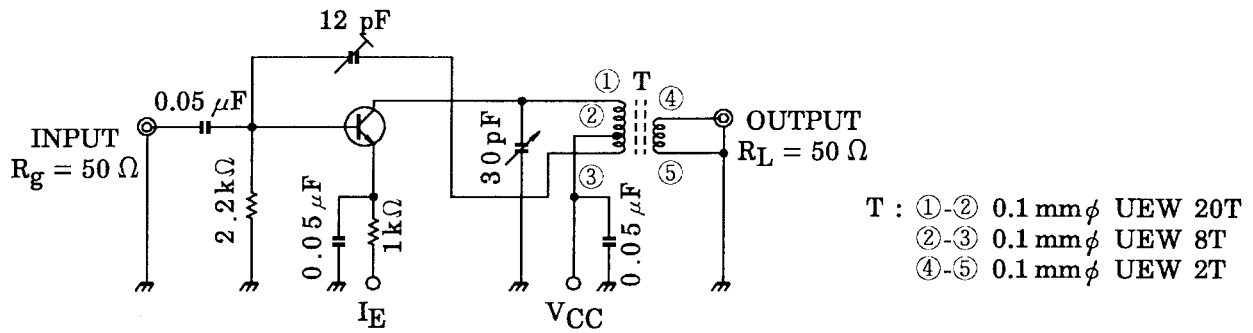 12 pF
① T
0.05 μF
②
④
INPUT
Rg = 50 Ω
30 pF
OUTPUT
RL = 50 Ω
③
⑤
2.2kΩ
0.05 μF
1kΩ
0.05 μF
IE
VCC
T : ①-② 0.1 mmφ UEW 20T
②-③ 0.1 mmφ UEW 8T
④-⑤ 0.1 mmφ UEW 2T